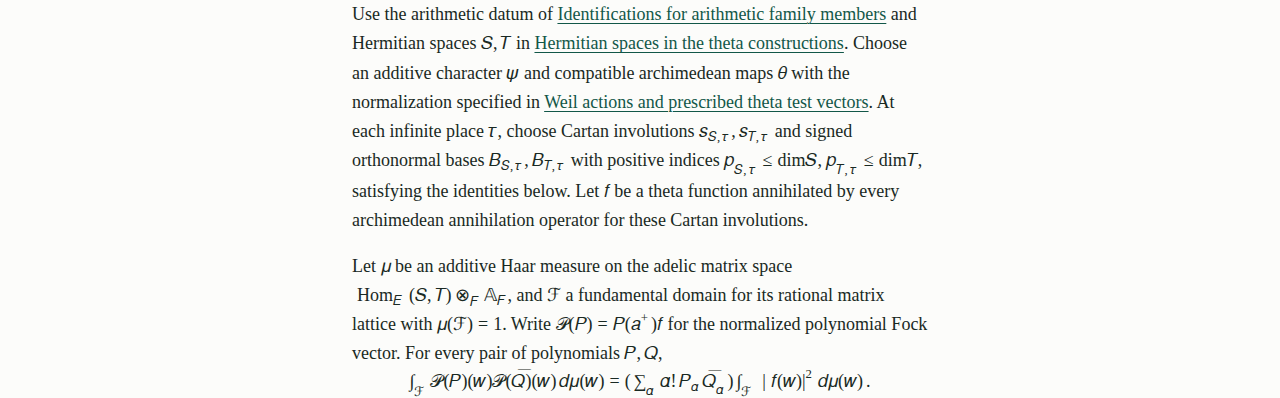 Use the arithmetic datum of Identifications for arithmetic family members and
Hermitian spaces S, T in Hermitian spaces in the theta constructions. Choose
an additive character ψ and compatible archimedean maps θ with the
normalization specified in Weil actions and prescribed theta test vectors. At
each infinite place τ, choose Cartan involutions s_{S,τ}, s_{T,τ} and signed
orthonormal bases B_{S,τ}, B_{T,τ} with positive indices p_{S,τ} ≤ dimS, p_{T,τ} ≤ dimT,
satisfying the identities below. Let f be a theta function annihilated by every
archimedean annihilation operator for these Cartan involutions.
Let μ be an additive Haar measure on the adelic matrix space
Hom_E (S, T) ⊗_F 𝔸_F, and ℱ a fundamental domain for its rational matrix
lattice with μ(ℱ) = 1. Write 𝒫(P) = P(a⁺)f for the normalized polynomial Fock
vector. For every pair of polynomials P, Q,
∫_ℱ 𝒫(P)(w)\overline{𝒫(Q)(w)} dμ(w) = (∑_α α! P_α \overline{Q_α}) ∫_ℱ | f(w)|² dμ(w) .